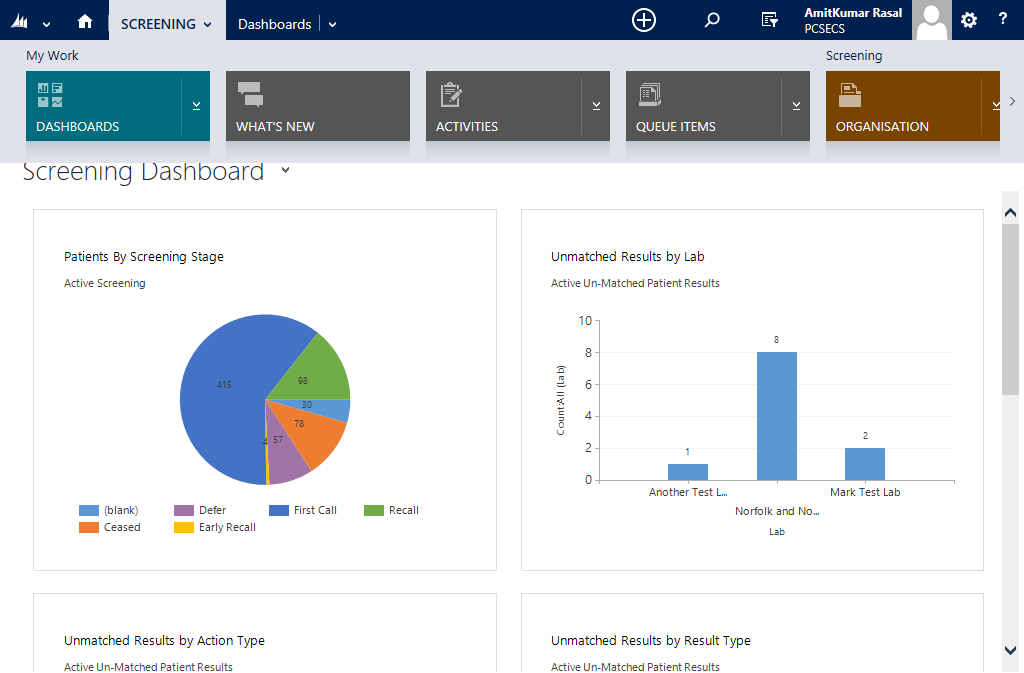 SCREENING
Dashboards
AmitKumar Rasal
PCSECS
?
My Work
Screening
DASHBOARDS
WHAT'S NEW
ACTIVITIES
QUEUE ITEMS
ORGANISATION
Screening Dashboard
Patients By Screening Stage
Active Screening
415
98
30
78
57
4
(blank)
Defer
First Call
Recall
Ceased
Early Recall
Unmatched Results by Lab
Active Un-Matched Patient Results
10
8
6
4
2
0
Count:All (Lab)
1
8
2
Another Test L...
Mark Test Lab
Norfolk and No...
Lab
Unmatched Results by Action Type
Active Un-Matched Patient Results
Unmatched Results by Result Type
Active Un-Matched Patient Results